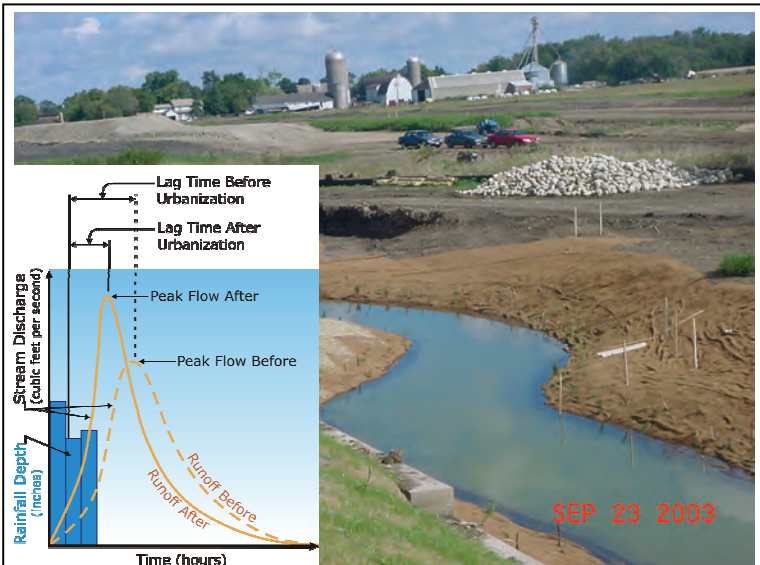 Lag Time Before
Urbanization
Lag Time After
Urbanization
Peak Flow After
Peak Flow Before
Stream Discharge
(cubic feet per second)
Rainfall Depth
(inches)
Runoff Before
Runoff After
Time (hours)
SEP 23 2003